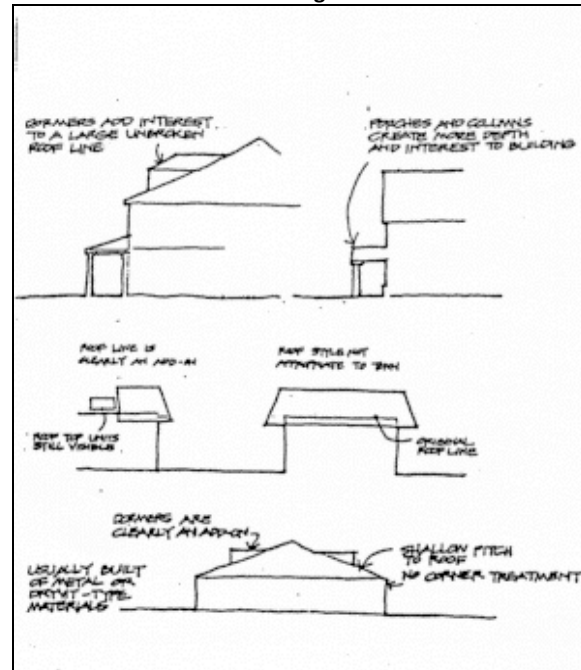 DORMERS ADD INTEREST
TO A LARGE UNBROKEN
ROOF LINE
PORCHES AND COLUMNS
CREATE MORE DEPTH
AND INTEREST TO BUILDING
ROOF LINE IS
CLEARLY AN ADD-ON
ROOF STYLE NOT
TO TOWN
ROOF TOP UNITS
STILL VISIBLE
ORIGINAL
ROOF LINE
DORMERS ARE
CLEARLY AN ADD-ON
USUALLY BUILT
OF METAL OR
DRYVIT-TYPE
MATERIALS
SHALLOW PITCH
TO ROOF
NO CORNER TREATMENT